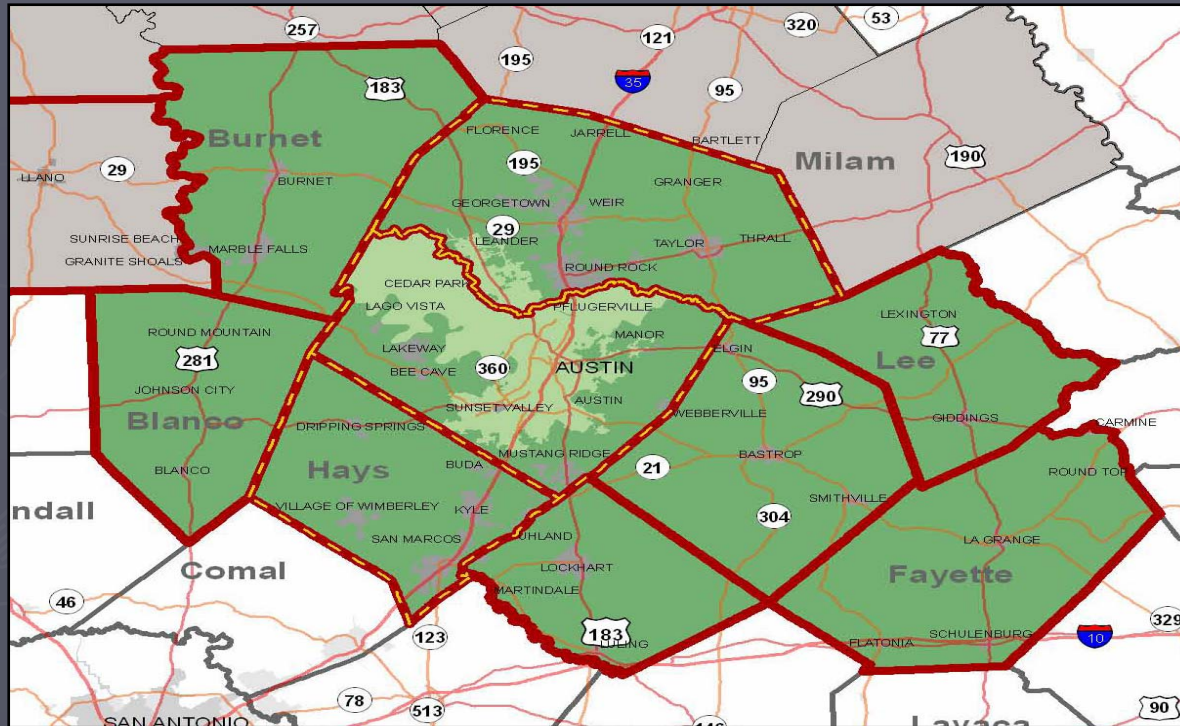 53
320
257
121
195
35
183
95
FLORENCE
JARRELL
BARTLETT
Burnet
Milam
190
195
29
LLANO
BURNET
GRANGER
GEORGETOWN
WEIR
29
SUNRISE BEACH
LEANDER
TAYLOR
THRALL
MARBLE FALLS
GRANITE SHOALS
ROUND ROCK
CEDAR PARK
LAGO VISTA
PFLUGERVILLE
LEXINGTON
ROUND MOUNTAIN
MANOR
77
LAKEWAY
ELGIN
281
Lee
BEE CAVE
360
AUSTIN
95
JOHNSON CITY
290
AUSTIN
SUNSET VALLEY
WEBBERVILLE
GIDDINGS
CARMINE
Blanco
DRIPPING SPRINGS
MUSTANG RIDGE
BASTROP
BLANCO
Hays
BUDA
21
ROUND TOP
SMITHVILLE
VILLAGE OF WIMBERLEY
KYLE
ndall
304
SAN MARCOS
UHLAND
LA GRANGE
LOCKHART
Comal
Fayette
MARTINDALE
46
329
183
123
SCHULENBURG
10
FLATONIA
LULING
78
513
90
SAN ANTONIO
Lavaca